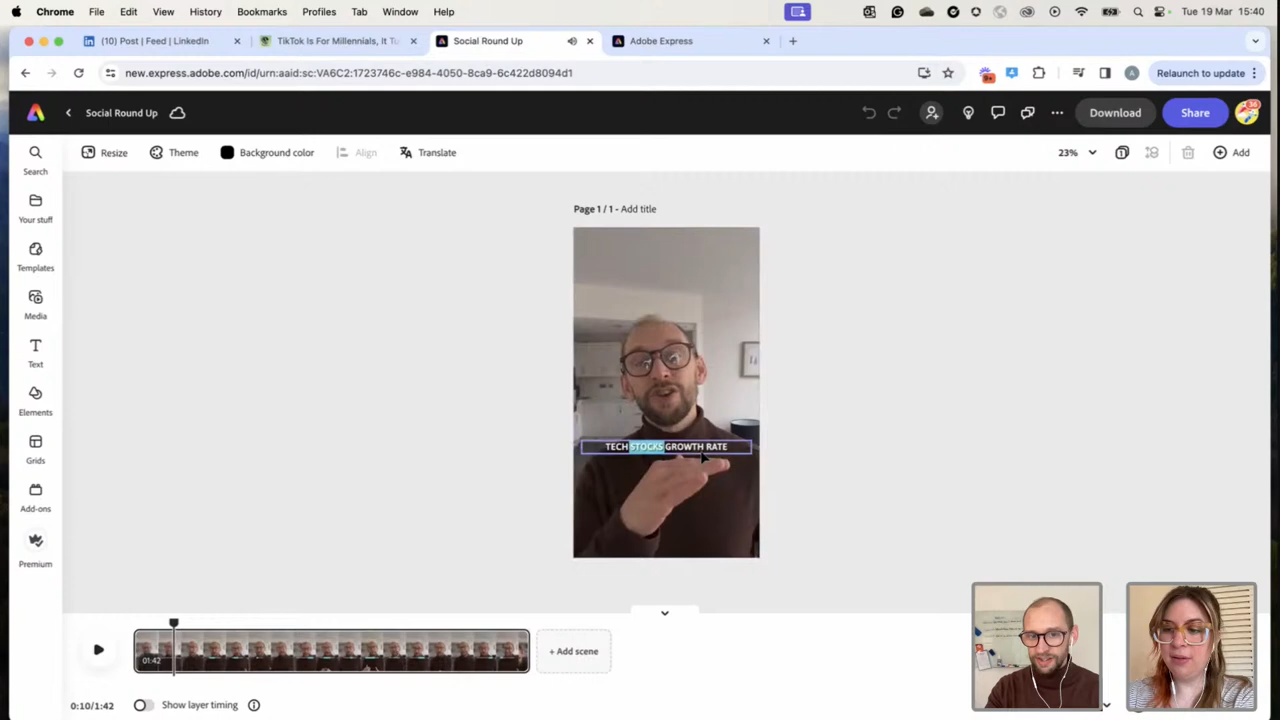 Chrome File Edit View History Bookmarks Profiles Tab Window Help Tue 19 Mar 15:40
(10) Post | Feed | LinkedIn TikTok Is For Millennials, It Tu Social Round Up Adobe Express
new.express.adobe.com/id/urn:aaid:sc:VA6C2:1723746c-e984-4050-8ca9-6c422d8094d1 9+ A Relaunch to update
Social Round Up Download Share 36
Search Resize Theme Background color Align Translate 23% 1 Add
Your stuff
Page 1 / 1 - Add title
Templates
Media
Text
Elements
TECH STOCKS GROWTH RATE
Grids
Add-ons
Premium
01:42 + Add scene
0:10/1:42 Show layer timing